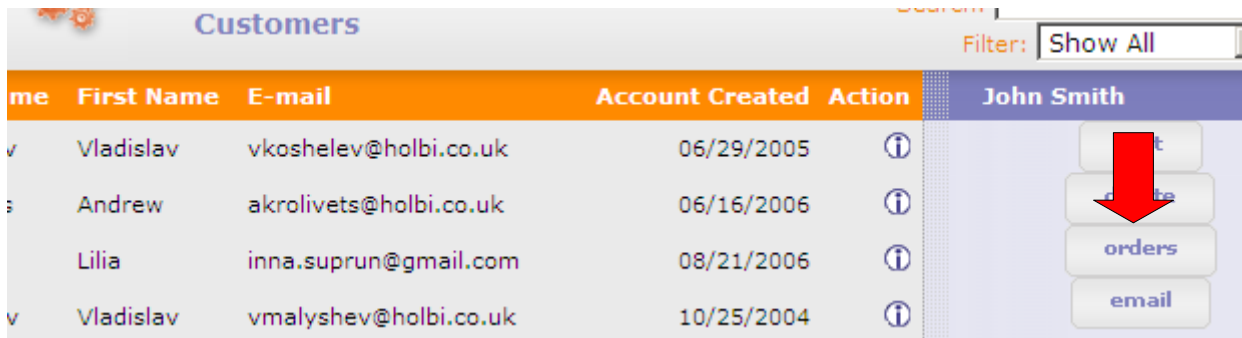 Customers
Filter: Show All
First Name E-mail Account Created Action John Smith
Vladislav vkoshelev@holbi.co.uk 06/29/2005
Andrew akrolivets@holbi.co.uk 06/16/2006
Lilia inna.suprun@gmail.com 08/21/2006
orders
Vladislav vmalyshev@holbi.co.uk 10/25/2004
email